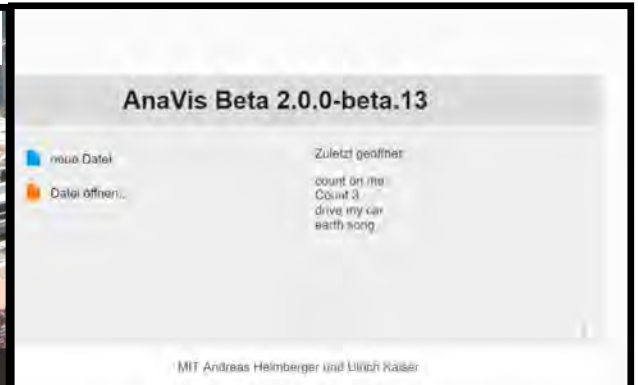 AnaVis Beta 2.0.0-beta.13
neue Datei
Datei öffnen...
Zuletzt geöffnet
count on me
Count 3
drive my car
earth song
MIT Andreas Helmberger und Ulrich Kaiser